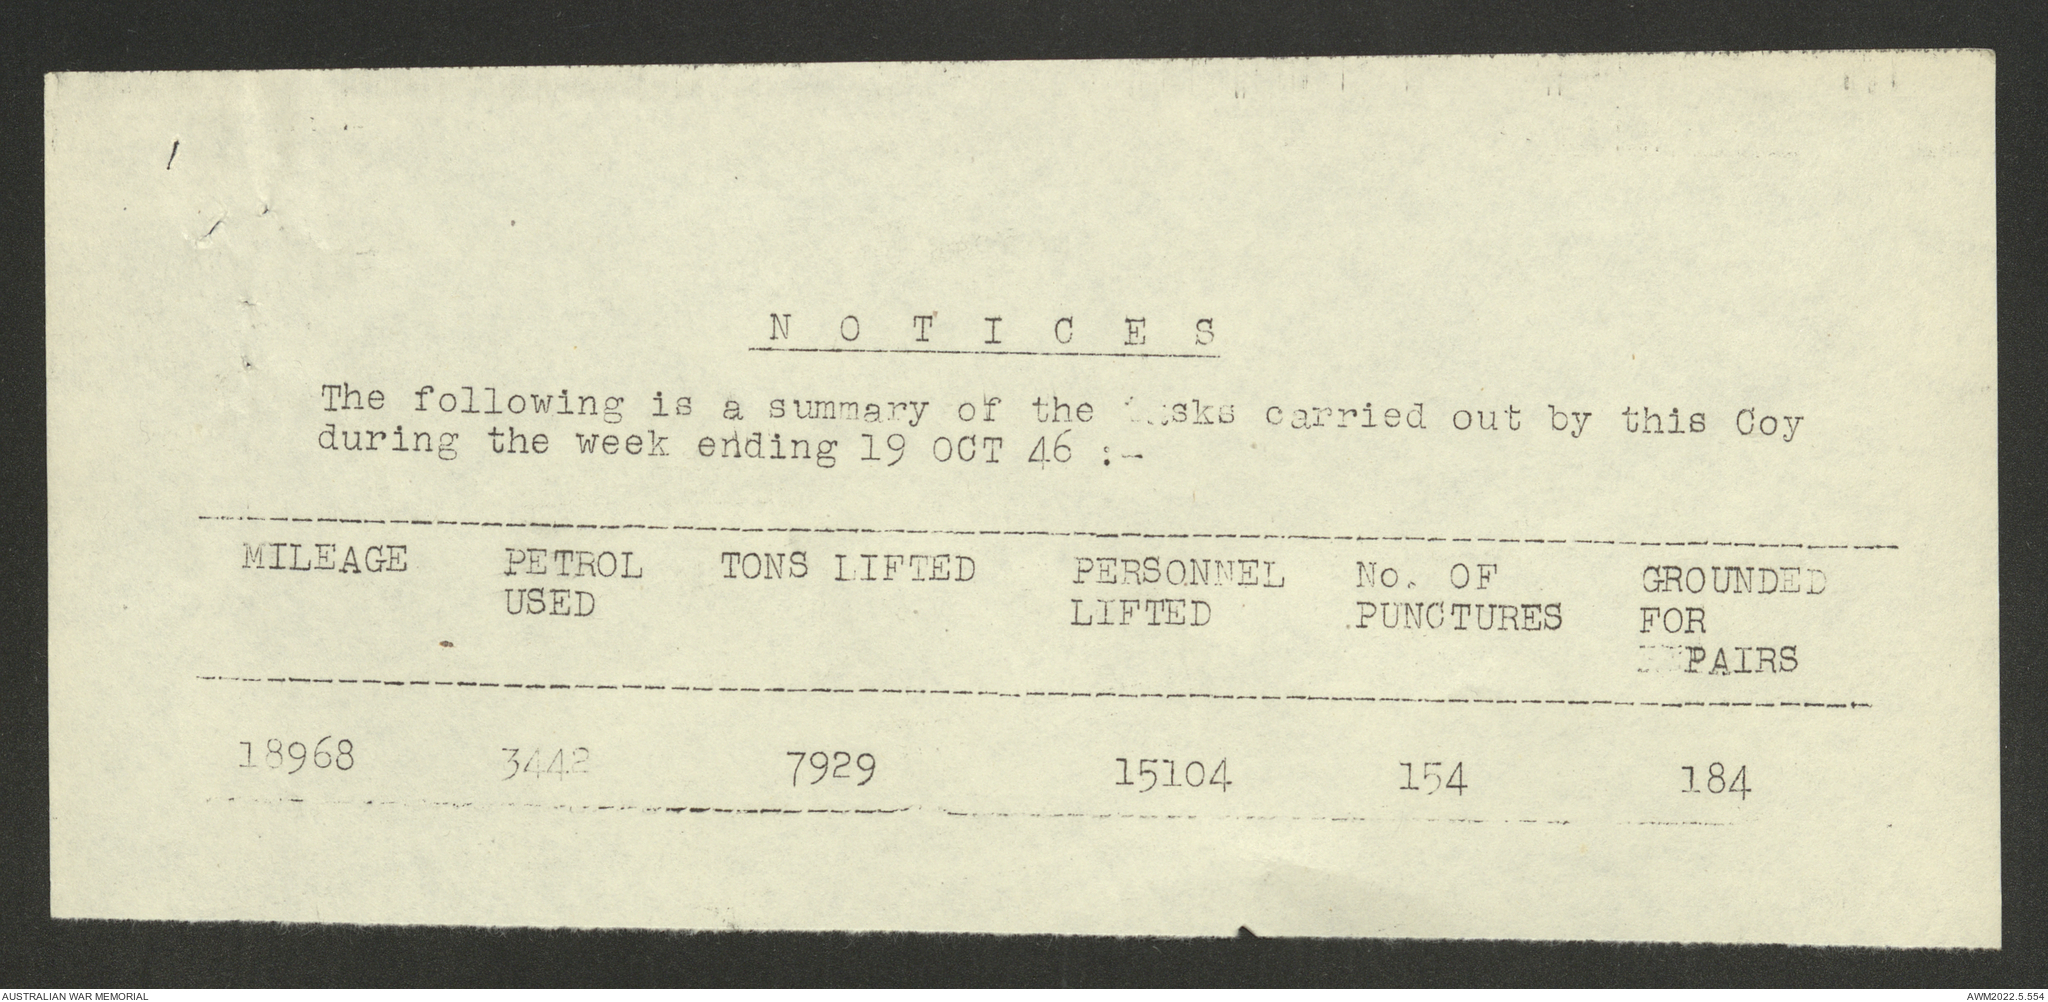 N O T I C E S
The following is a summary of the tasks carried out by this Coy
during the week ending 19 OCT 46 :-
MILEAGE PETROL USED TONS LIFTED PERSONNEL LIFTED No. OF PUNCTURES GROUNDED FOR REPAIRS
18968 3442 7929 15104 154 184
AUSTRALIAN WAR MEMORIAL AWM2022.5.554